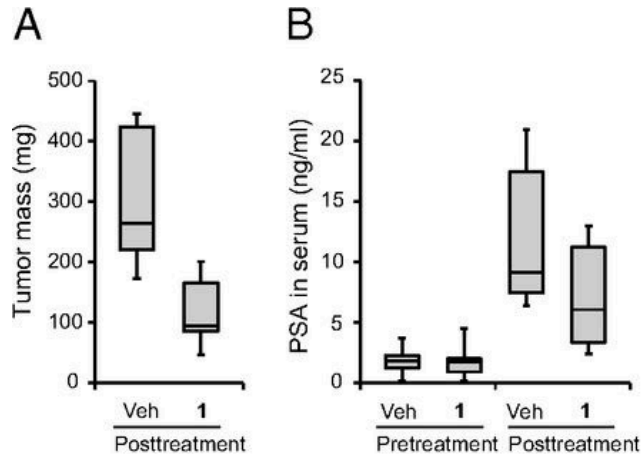 A
Tumor mass (mg)
500
400
300
200
100
0
Veh 1
Posttreatment
B
PSA in serum (ng/ml)
25
20
15
10
5
0
Veh 1 Veh 1
Pretreatment Posttreatment